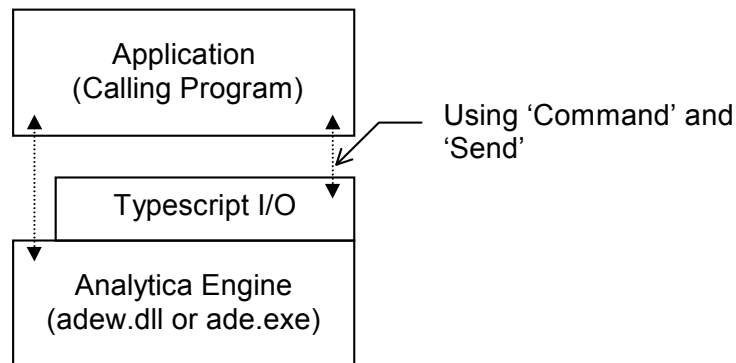 Application
(Calling Program)
Using ‘Command’ and
‘Send’
Typescript I/O
Analytica Engine
(adew.dll or ade.exe)